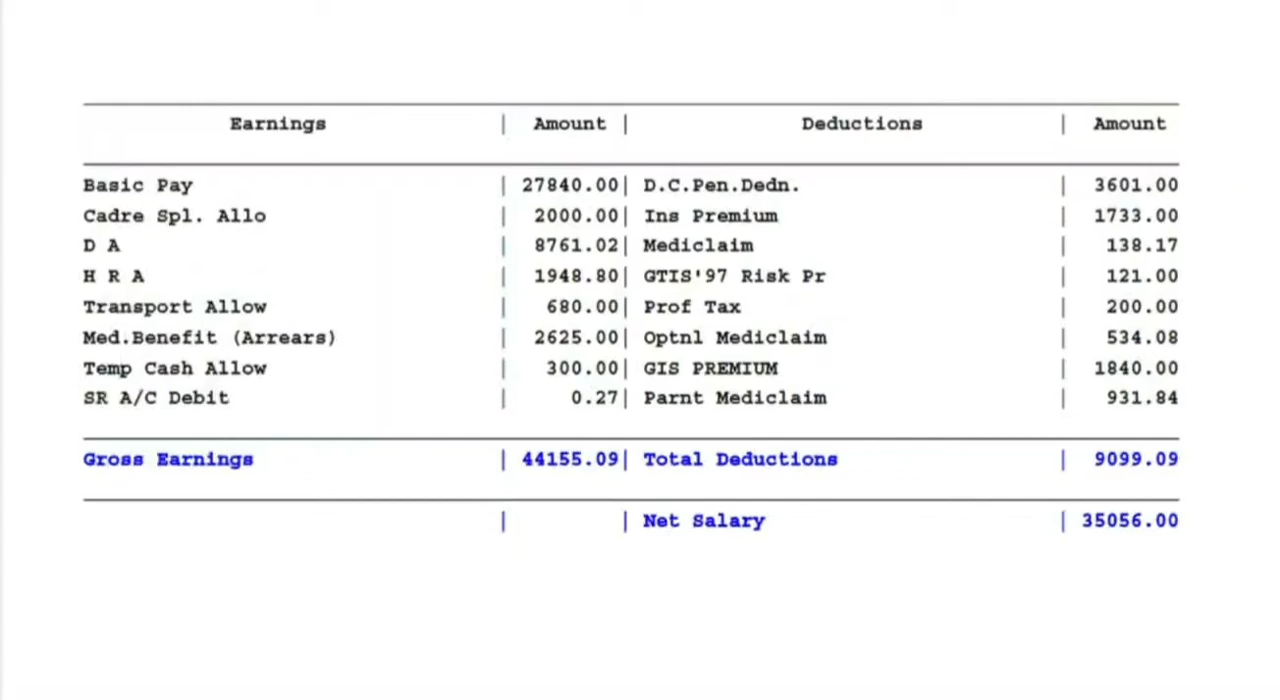 Earnings | Amount | Deductions | Amount
Basic Pay | 27840.00| D.C.Pen.Dedn. | 3601.00
Cadre Spl. Allo | 2000.00| Ins Premium | 1733.00
D A | 8761.02| Mediclaim | 138.17
H R A | 1948.80| GTIS'97 Risk Pr | 121.00
Transport Allow | 680.00| Prof Tax | 200.00
Med.Benefit (Arrears) | 2625.00| Optnl Mediclaim | 534.08
Temp Cash Allow | 300.00| GIS PREMIUM | 1840.00
SR A/C Debit | 0.27| Parnt Mediclaim | 931.84
Gross Earnings | 44155.09| Total Deductions | 9099.09
| | Net Salary | 35056.00